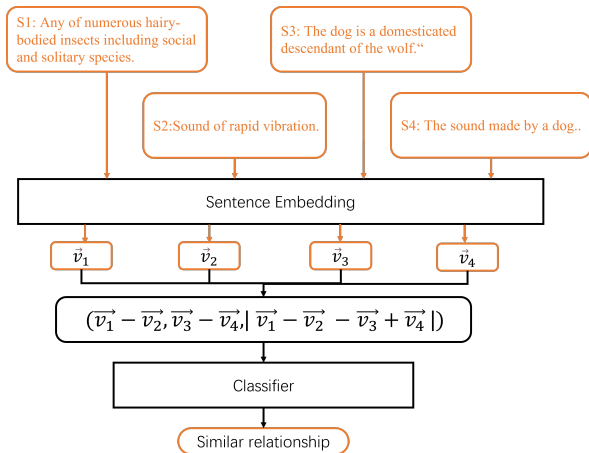 S1: Any of numerous hairy-
bodied insects including social
and solitary species.
S3: The dog is a domesticated
descendant of the wolf.“
S2:Sound of rapid vibration.
S4: The sound made by a dog..
Sentence Embedding
v⃗₁ v⃗₂ v⃗₃ v⃗₄
(v⃗₁ − v⃗₂, v⃗₃ − v⃗₄,| v⃗₁ − v⃗₂ − v⃗₃ + v⃗₄ |)
Classifier
Similar relationship